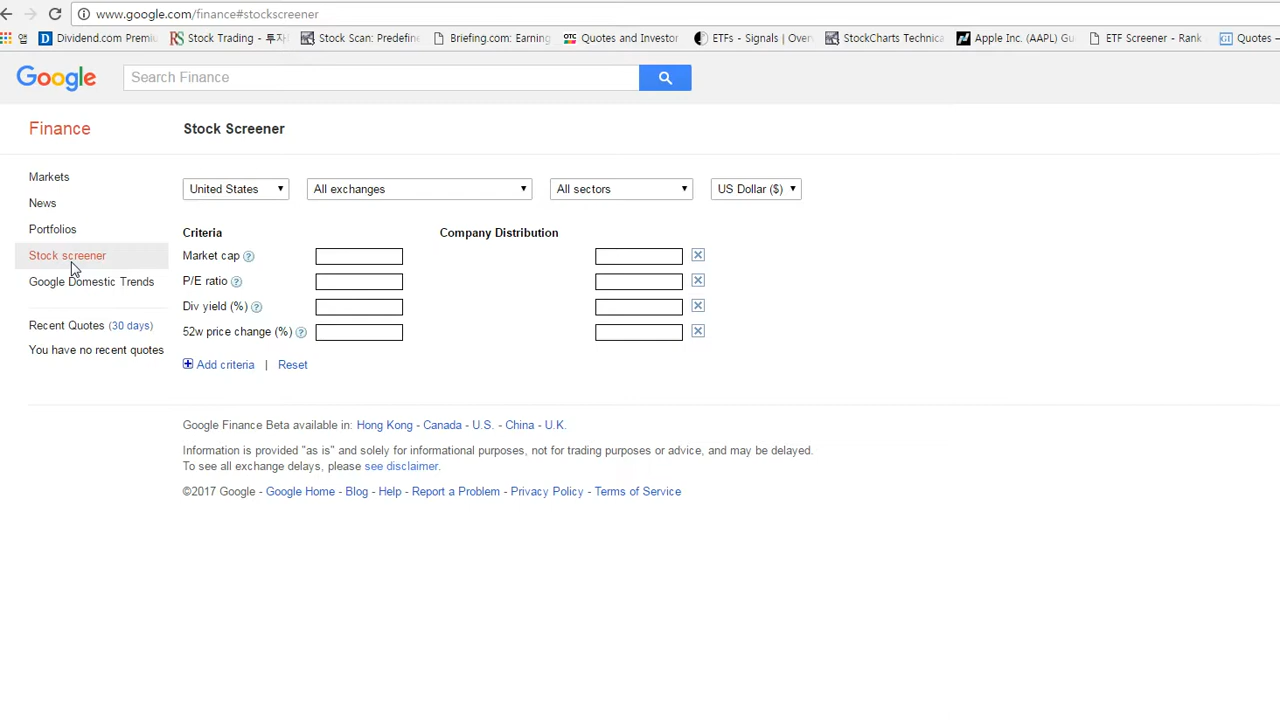 www.google.com/finance#stockscreener
앱 Dividend.com Premiu RS Stock Trading - 투자 Stock Scan: Predefine Briefing.com: Earning OTC Quotes and Investor ETFs - Signals | Over StockCharts Technica Apple Inc. (AAPL) Gu ETF Screener - Rank Quotes –
Google Search Finance
Finance Stock Screener
Markets
News
Portfolios
Stock screener
Google Domestic Trends
Recent Quotes (30 days)
You have no recent quotes
United States All exchanges All sectors US Dollar ($)
Criteria Company Distribution
Market cap ?
P/E ratio ?
Div yield (%) ?
52w price change (%) ?
Add criteria | Reset
Google Finance Beta available in: Hong Kong - Canada - U.S. - China - U.K.
Information is provided "as is" and solely for informational purposes, not for trading purposes or advice, and may be delayed.
To see all exchange delays, please see disclaimer.
©2017 Google - Google Home - Blog - Help - Report a Problem - Privacy Policy - Terms of Service